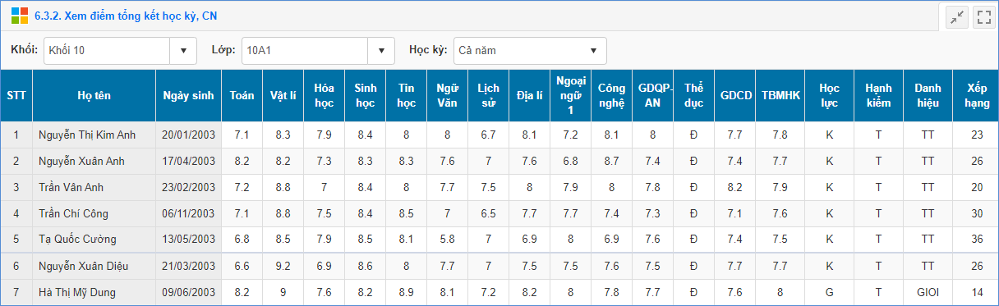 6.3.2. Xem điểm tổng kết học kỳ, CN
Khối: Khối 10 Lớp: 10A1 Học kỳ: Cả năm
STT Họ tên Ngày sinh Toán Vật lí Hóa học Sinh học Tin học Ngữ Văn Lịch sử Địa lí Ngoại ngữ 1 Công nghệ GDQP-AN Thể dục GDCD TBMHK Học lực Hạnh kiểm Danh hiệu Xếp hạng
1 Nguyễn Thị Kim Anh 20/01/2003 7.1 8.3 7.9 8.4 8 8 6.7 8.1 7.2 8.1 8 Đ 7.7 7.8 K T TT 23
2 Nguyễn Xuân Anh 17/04/2003 8.2 8.2 7.3 8.3 8.3 7.6 7 7.6 6.8 8.7 7.4 Đ 7.4 7.7 K T TT 26
3 Trần Vân Anh 23/02/2003 7.2 8.8 7 8.4 8 7.7 7.5 8 7.9 8 7.8 Đ 8.2 7.9 K T TT 20
4 Trần Chí Công 06/11/2003 7.1 8.8 7.5 8.4 8.5 7 6.5 7.7 7.7 7.4 7.3 Đ 7.1 7.6 K T TT 30
5 Tạ Quốc Cường 13/05/2003 6.8 8.5 7.9 8.5 8.1 5.8 7 6.9 8 6.9 7.6 Đ 7.4 7.5 K T TT 36
6 Nguyễn Xuân Diệu 21/03/2003 6.6 9.2 6.9 8.6 8 7.7 7 7.5 7.5 7.6 7.5 Đ 7.7 7.7 K T TT 26
7 Hà Thị Mỹ Dung 09/06/2003 8.2 9 7.6 8.2 8.9 8.1 7.2 8.2 8 7.8 7.7 Đ 7.6 8 G T GIOI 14